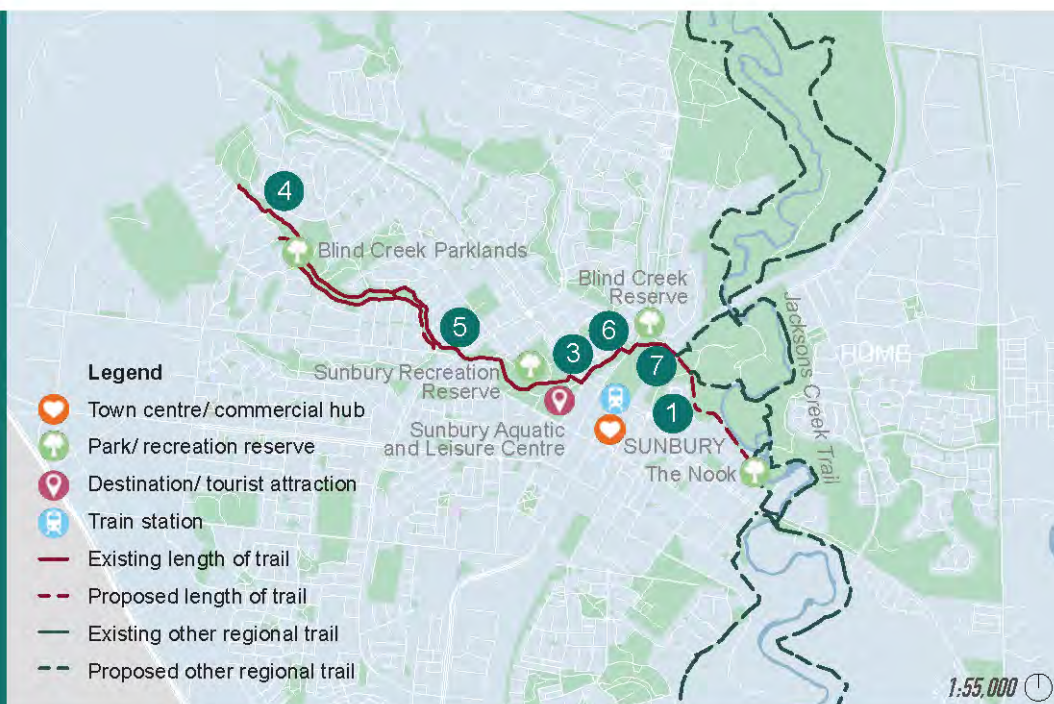 4
Blind Creek Parklands
Blind Creek
Reserve
5
3
6
7
1
Sunbury Recreation
Reserve
Sunbury Aquatic
and Leisure Centre
SUNBURY
The Nook
Jacksons Creek Trail
HUME
Legend
Town centre/ commercial hub
Park/ recreation reserve
Destination/ tourist attraction
Train station
Existing length of trail
Proposed length of trail
Existing other regional trail
Proposed other regional trail
1:55,000